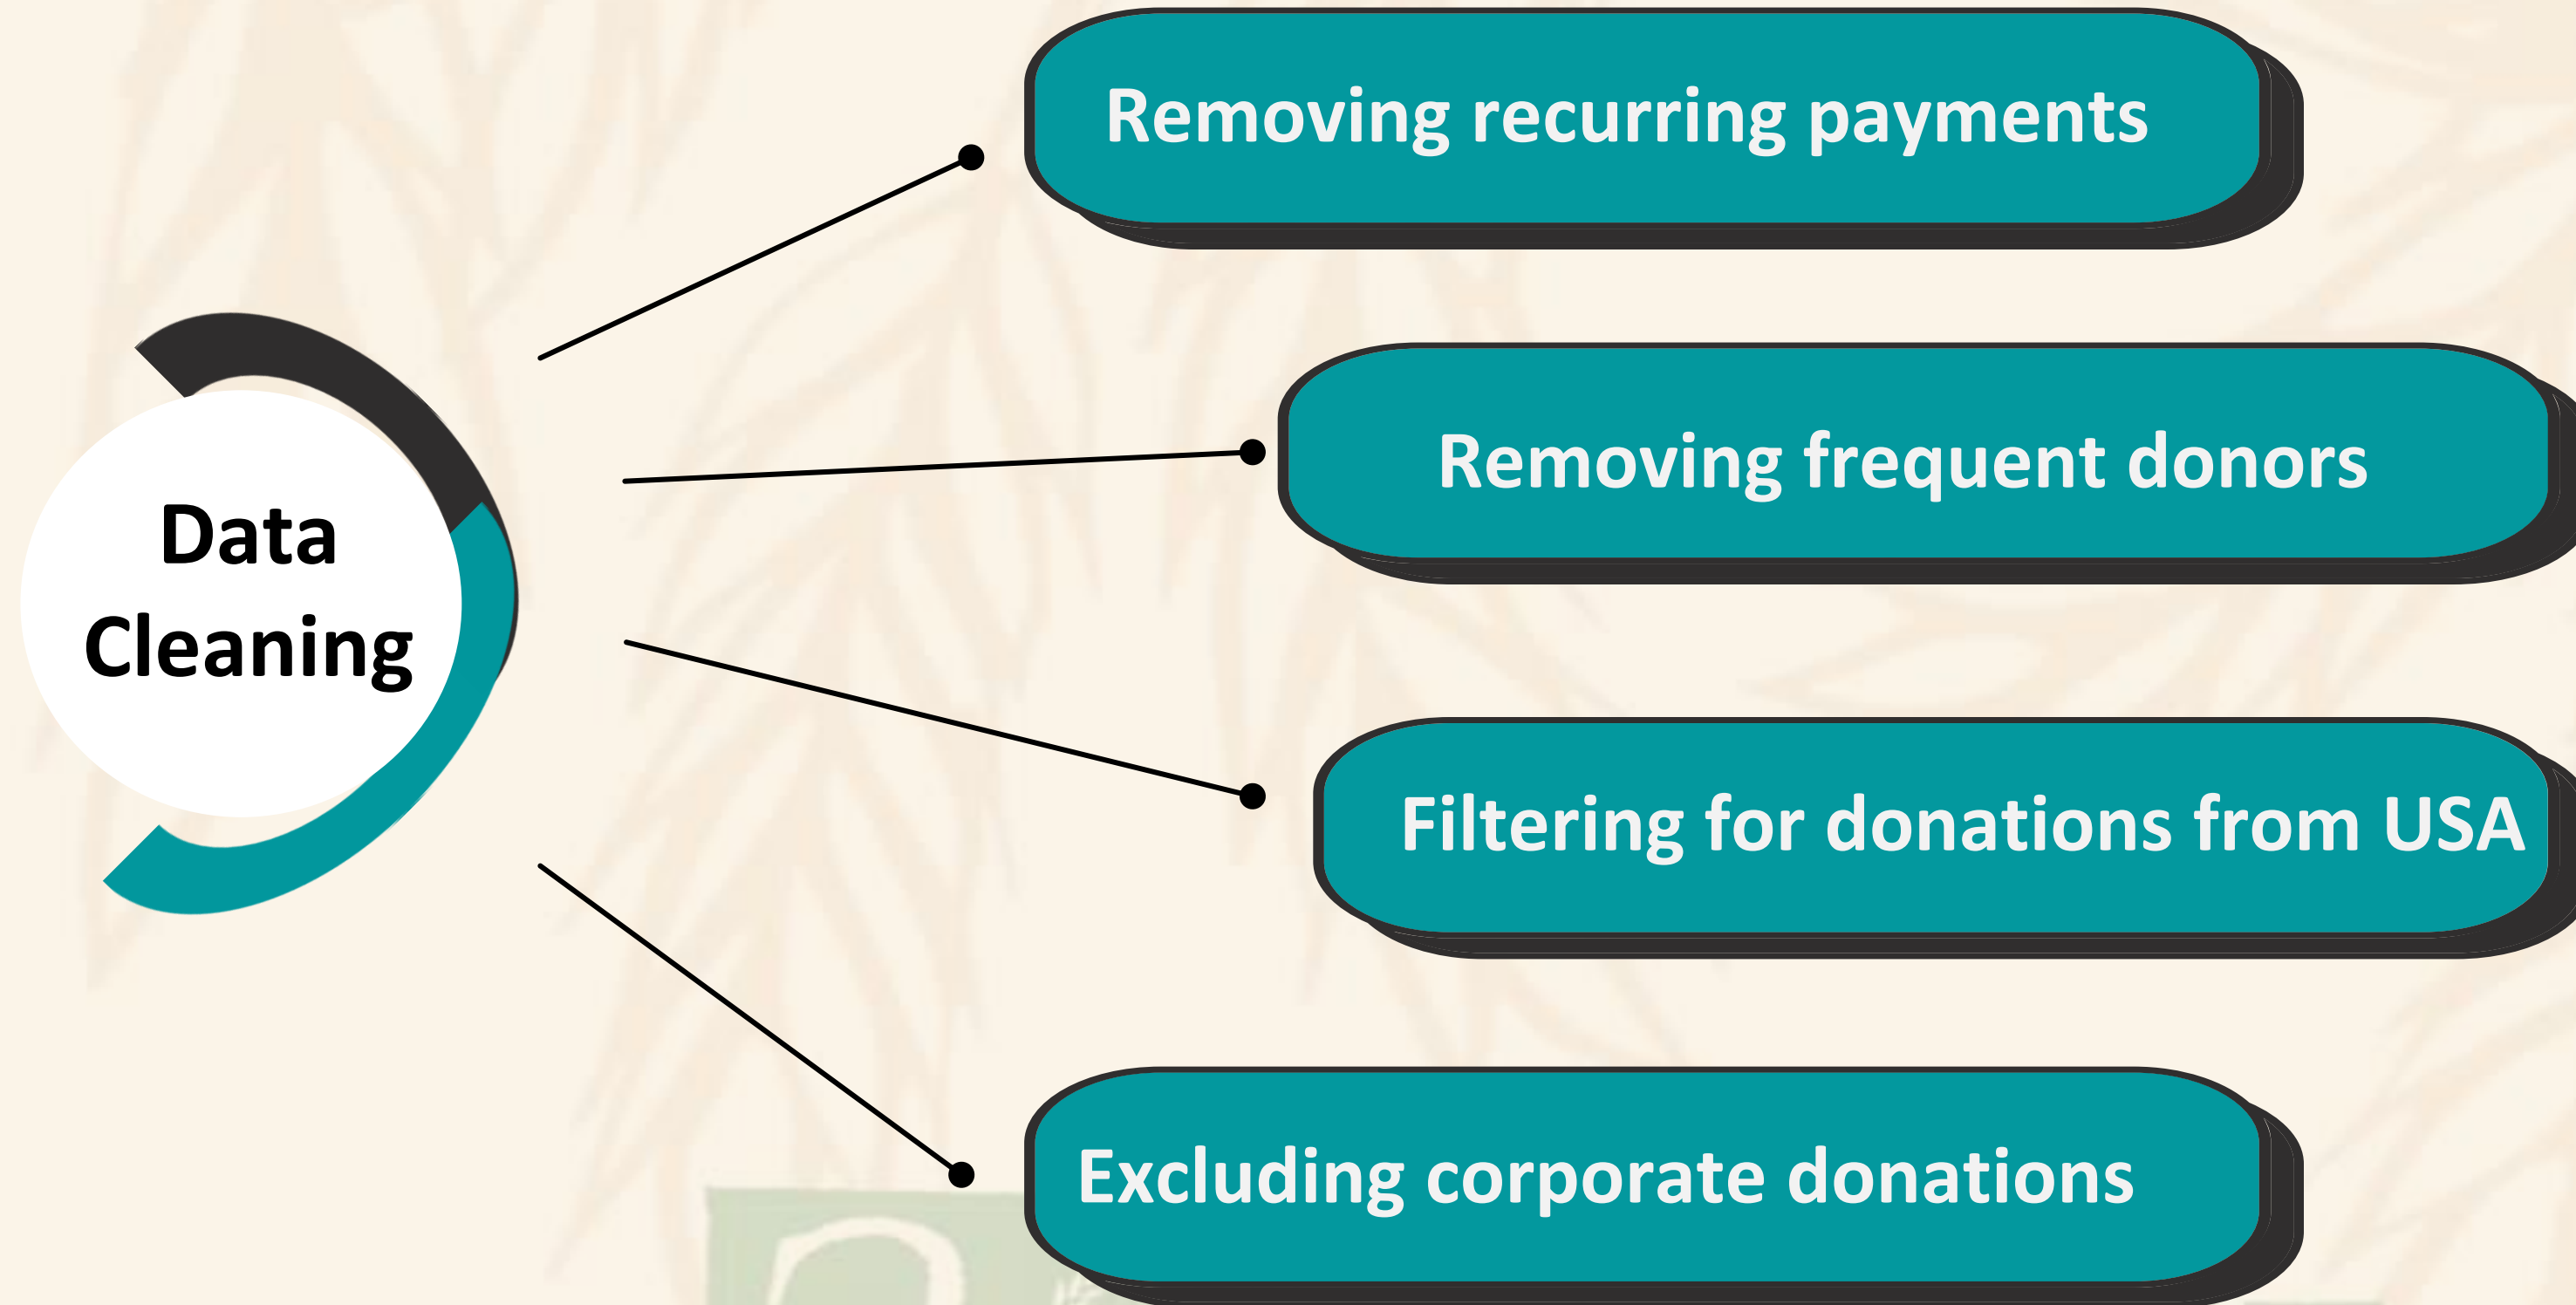 Removing recurring payments
Removing frequent donors
Data
Cleaning
Filtering for donations from USA
Excluding corporate donations